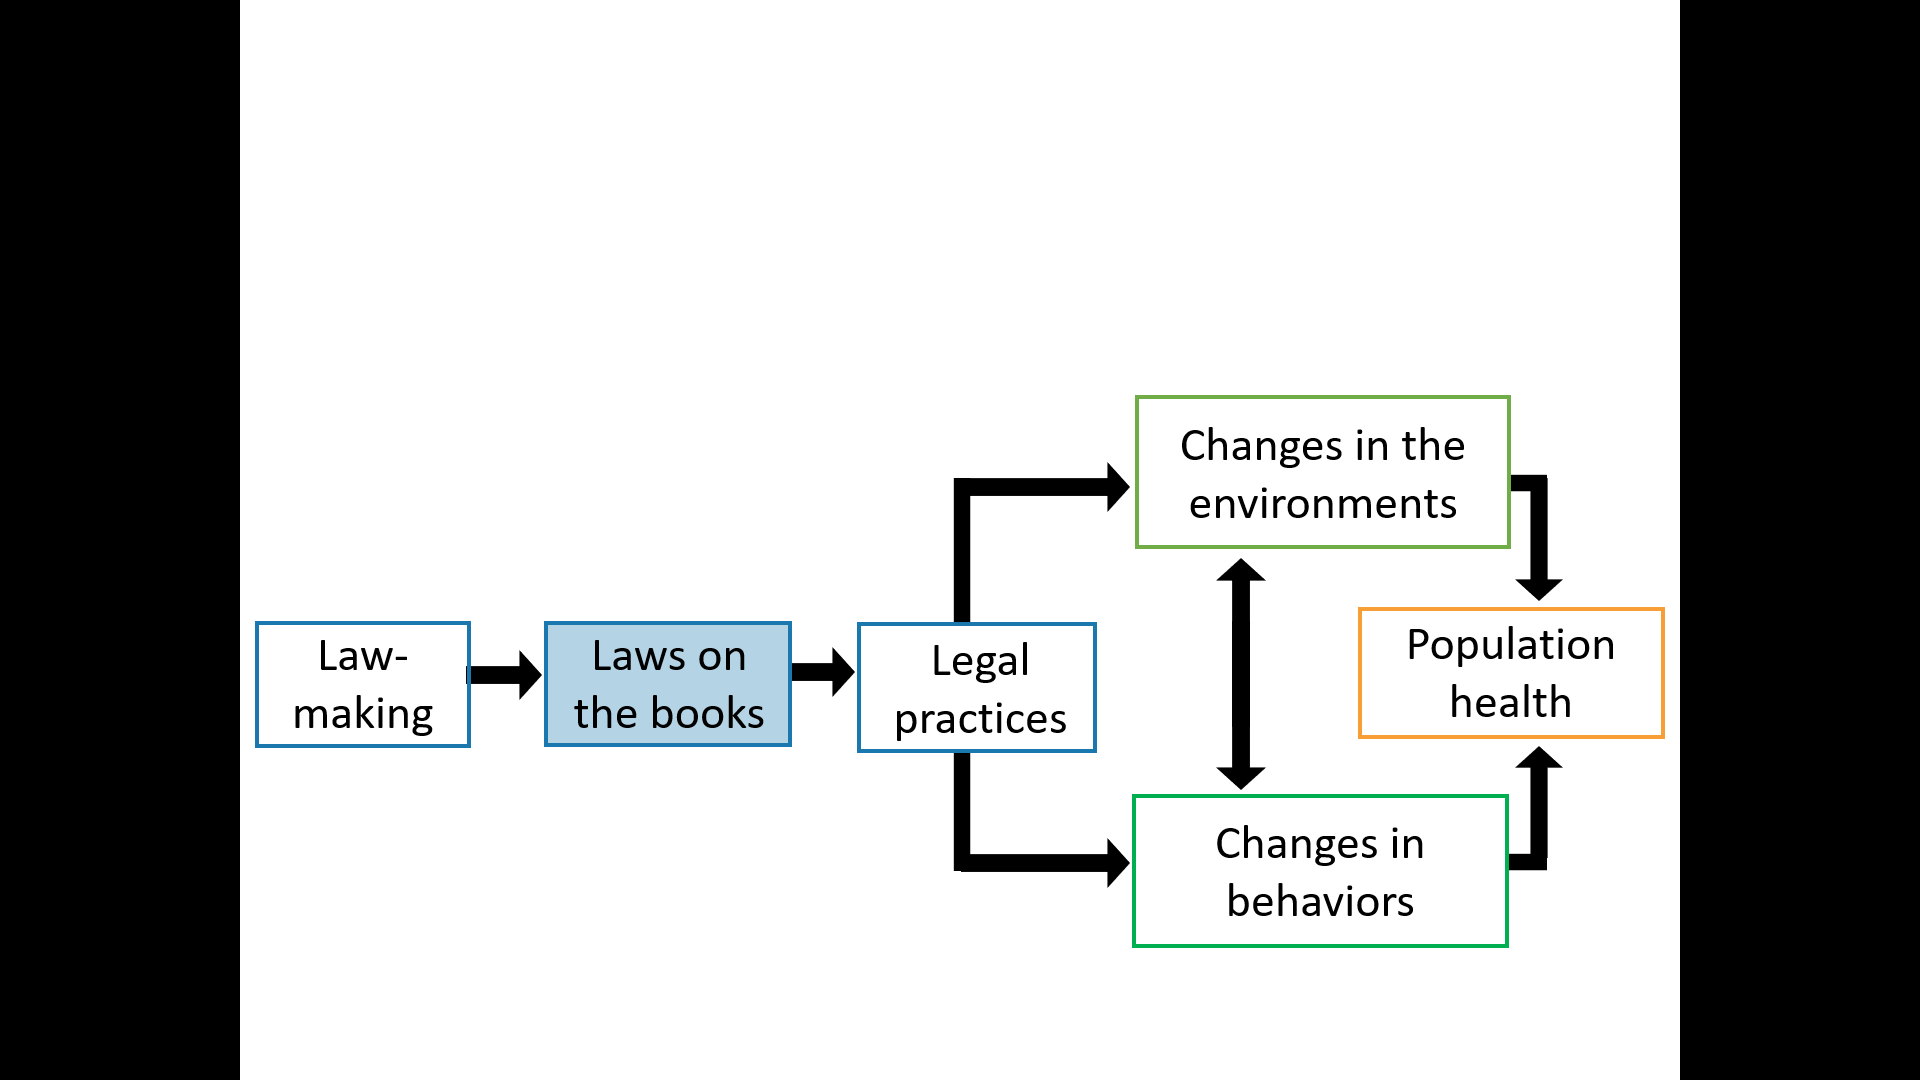 Changes in the
environments
Law-
making
Laws on
the books
Legal
practices
Population
health
Changes in
behaviors